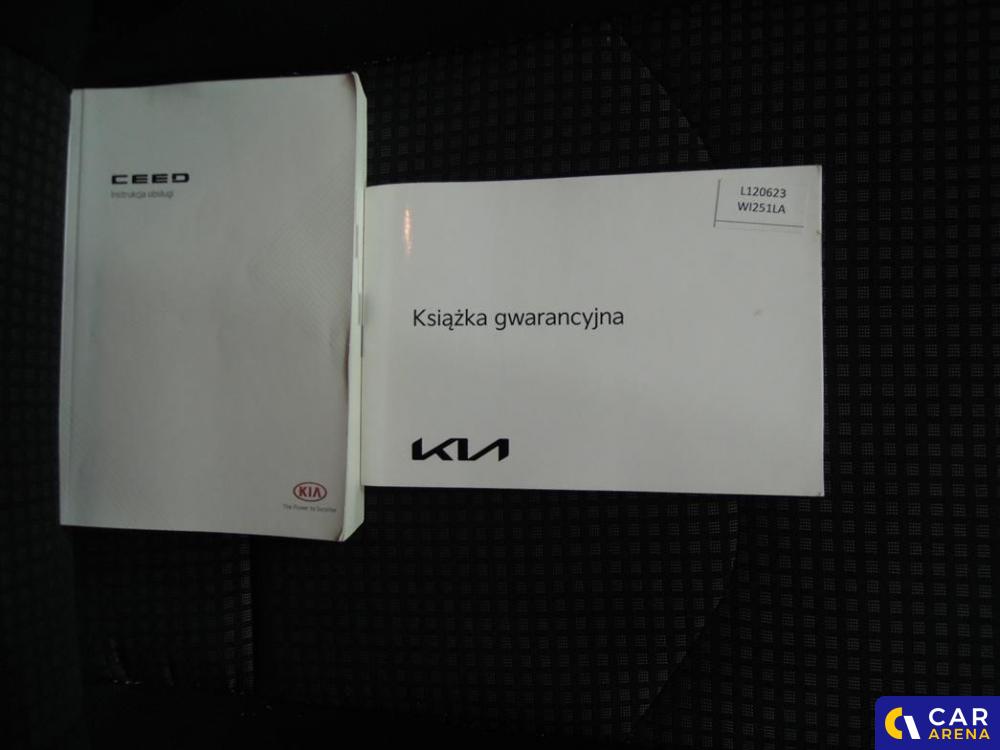 CEED
Instrukcja obsługi
KIA
The Power to Surprise
L120623
WI251LA
Książka gwarancyjna
KIA
CAR
ARENA